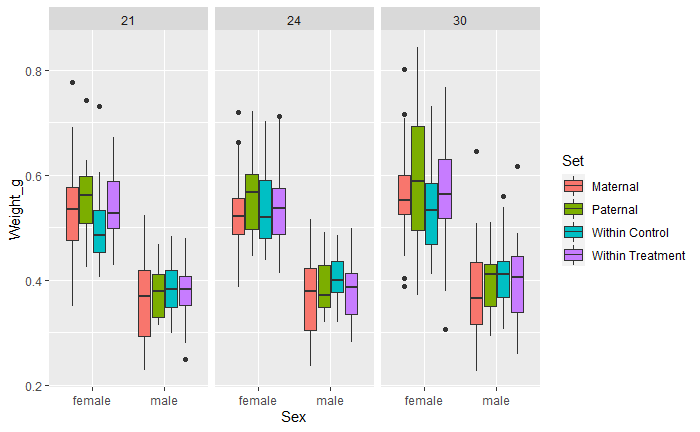 21 24 30
Weight_g
0.8
0.6
0.4
0.2
female male female male female male
Sex
Set
Maternal
Paternal
Within Control
Within Treatment